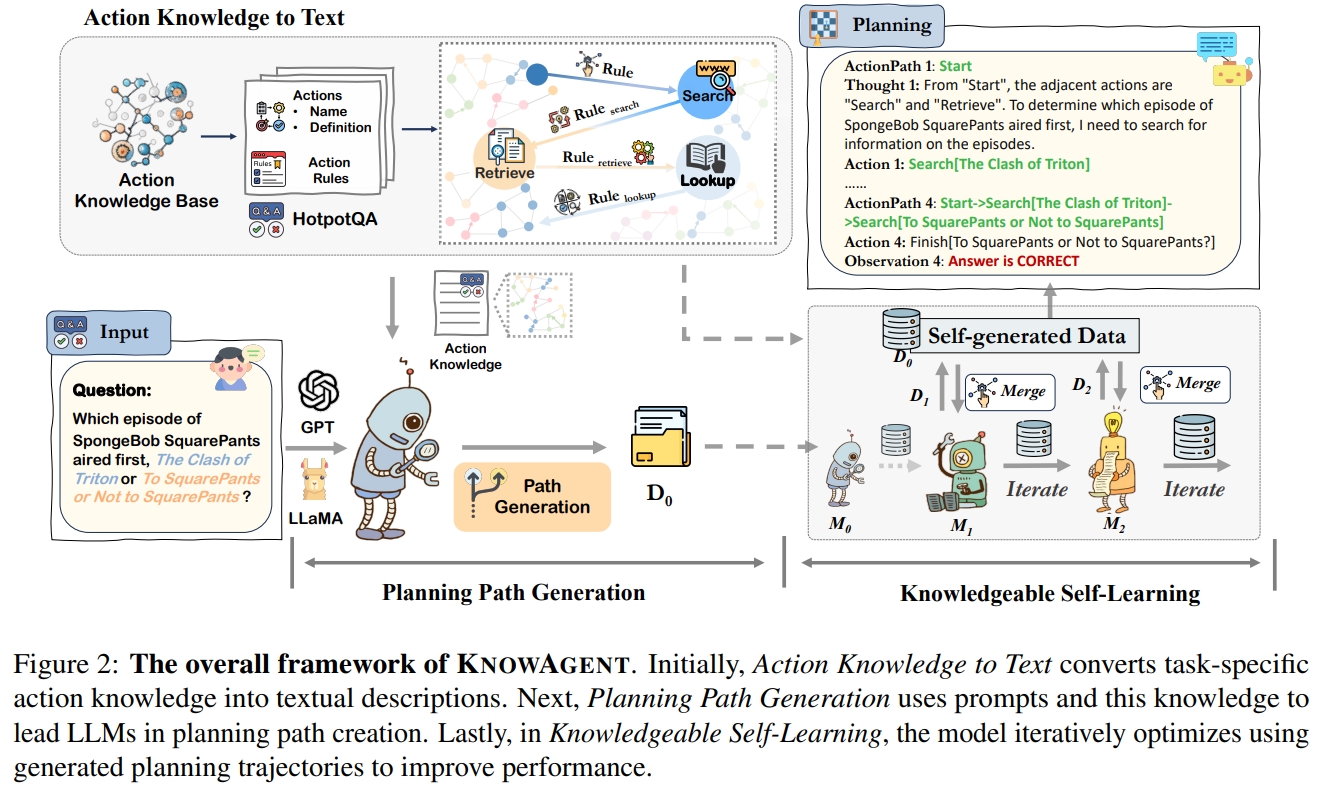 Action Knowledge to Text
Action
Knowledge Base
Actions
• Name
• Definition
Rules
Action
Rules
Q & A
HotpotQA
Rule
www
Search
Rule search
Retrieve
Rule retrieve
Lookup
Rule lookup
Planning
ActionPath 1: Start
Thought 1: From "Start", the adjacent actions are
"Search" and "Retrieve". To determine which episode of
SpongeBob SquarePants aired first, I need to search for
information on the episodes.
Action 1: Search[The Clash of Triton]
......
ActionPath 4: Start->Search[The Clash of Triton]-
>Search[To SquarePants or Not to SquarePants]
Action 4: Finish[To SquarePants or Not to SquarePants?]
Observation 4: Answer is CORRECT
Q & A
Input
Question:
Which episode of
SpongeBob SquarePants
aired first, The Clash of
Triton or To SquarePants
or Not to SquarePants ?
Q & A
Action
Knowledge
GPT
LLaMA
Path
Generation
D0
Planning Path Generation
D0
Self-generated Data
D1
Merge
D2
Merge
M0
M1
Iterate
M2
Iterate
Knowledgeable Self-Learning
Figure 2: The overall framework of KNOWAGENT. Initially, Action Knowledge to Text converts task-specific
action knowledge into textual descriptions. Next, Planning Path Generation uses prompts and this knowledge to
lead LLMs in planning path creation. Lastly, in Knowledgeable Self-Learning, the model iteratively optimizes using
generated planning trajectories to improve performance.